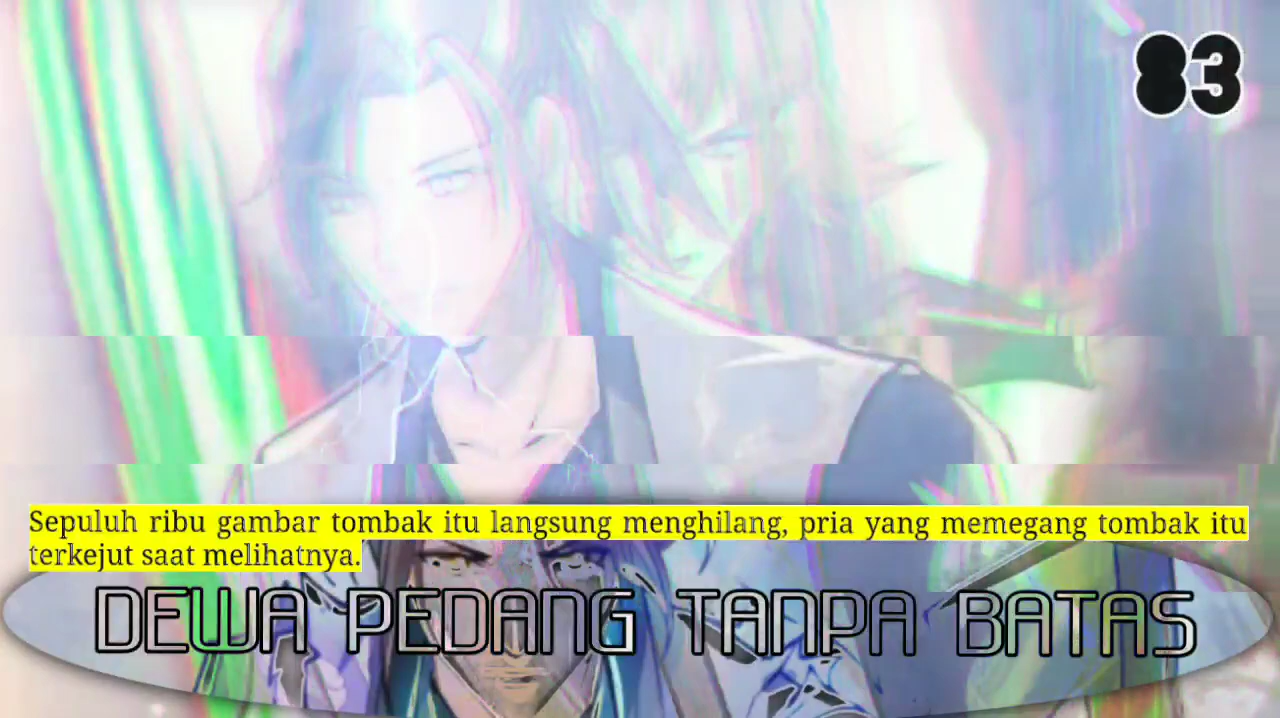 83
Sepuluh ribu gambar tombak itu langsung menghilang, pria yang memegang tombak itu
terkejut saat melihatnya.
DEWA PEDANG TANPA BATAS